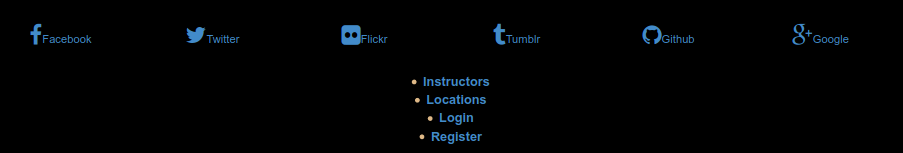 Facebook Twitter Flickr Tumblr Github Google
Instructors
Locations
Login
Register